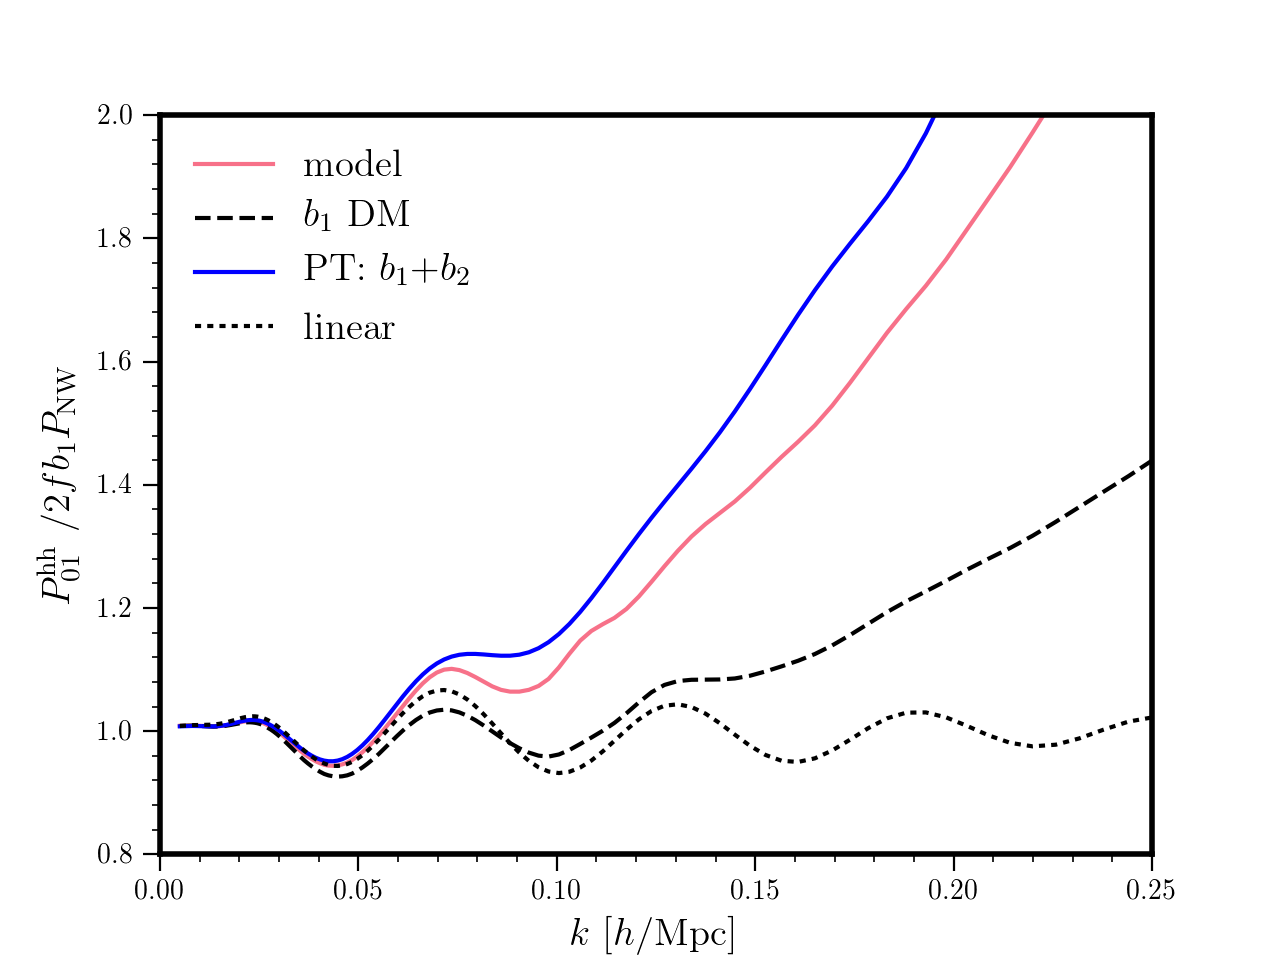 2.0
1.8
1.6
1.4
1.2
1.0
0.8
0.00 0.05 0.10 0.15 0.20 0.25
k [h/Mpc]
P₀₁ʰʰ /2fb₁P_NW
model
b₁ DM
PT: b₁+b₂
linear